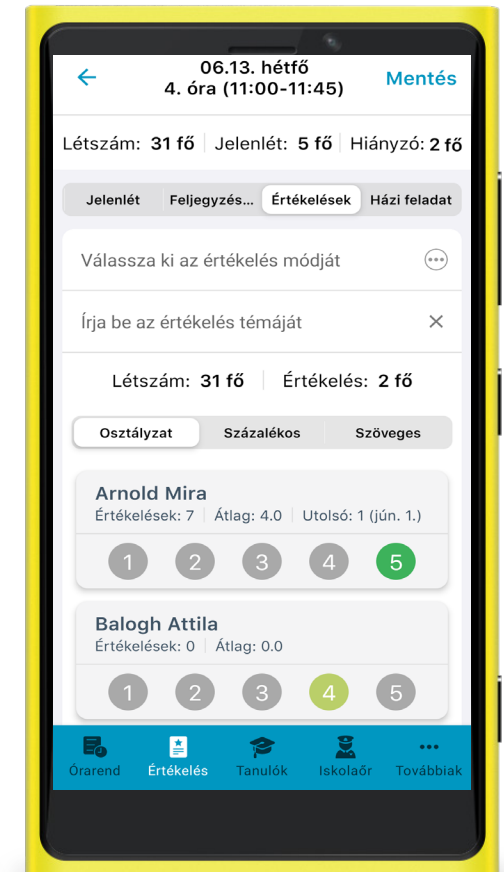 06.13. hétfő
4. óra (11:00-11:45)
Mentés
Létszám: 31 fő Jelenlét: 5 fő Hiányzó: 2 fő
Jelenlét Feljegyzés... Értékelések Házi feladat
Válassza ki az értékelés módját
Írja be az értékelés témáját
Létszám: 31 fő Értékelés: 2 fő
Osztályzat Százalékos Szöveges
Arnold Mira
Értékelések: 7 Átlag: 4.0 Utolsó: 1 (jún. 1.)
1 2 3 4 5
Balogh Attila
Értékelések: 0 Átlag: 0.0
1 2 3 4 5
Órarend Értékelés Tanulók Iskolaőr Továbbiak